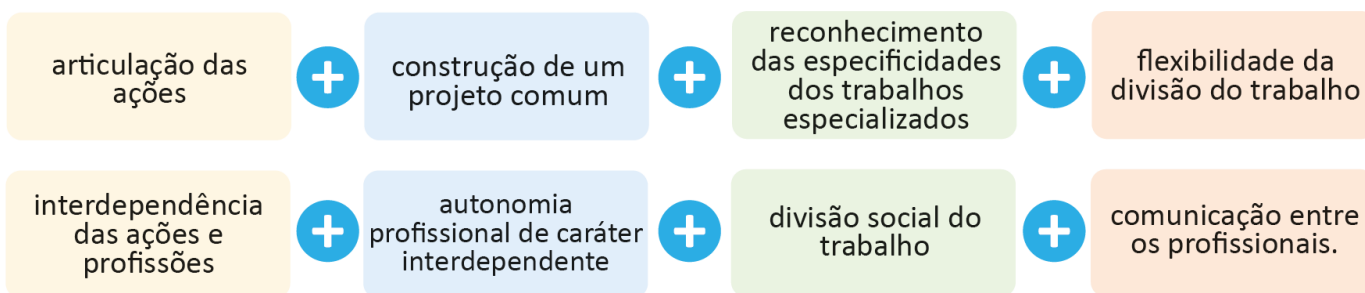 articulação das
ações
+
construção de um
projeto comum
+
reconhecimento
das especificidades
dos trabalhos
especializados
+
flexibilidade da
divisão do trabalho
interdependência
das ações e
profissões
+
autonomia
profissional de caráter
interdependente
+
divisão social do
trabalho
+
comunicação entre
os profissionais.